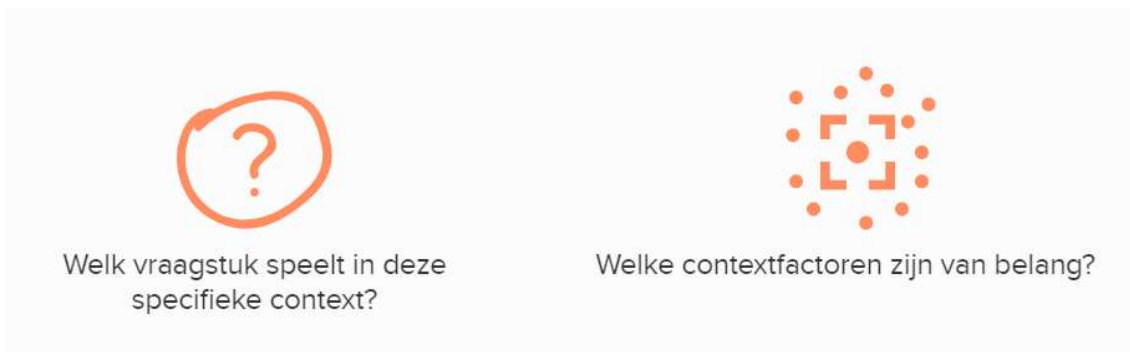 ?
Welk vraagstuk speelt in deze
specifieke context?
Welke contextfactoren zijn van belang?